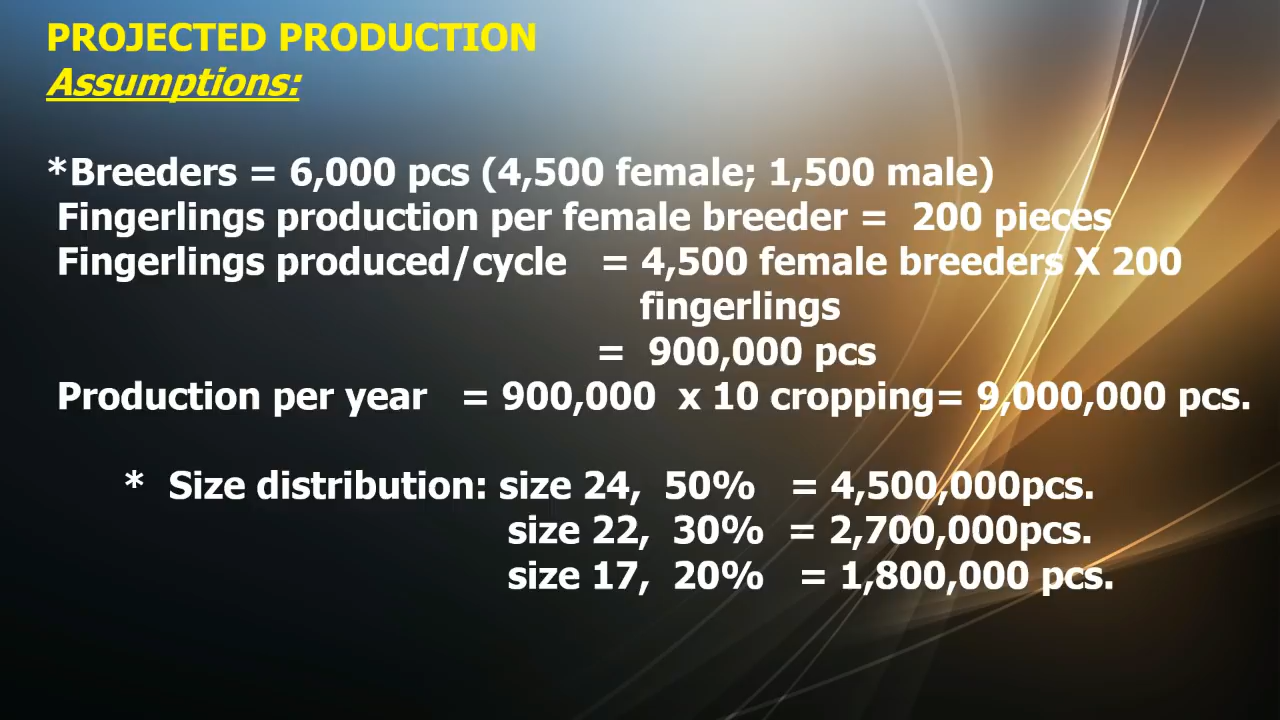 PROJECTED PRODUCTION
Assumptions:
*Breeders = 6,000 pcs (4,500 female; 1,500 male)
Fingerlings production per female breeder = 200 pieces
Fingerlings produced/cycle = 4,500 female breeders X 200
fingerlings
= 900,000 pcs
Production per year = 900,000 x 10 cropping= 9,000,000 pcs.
* Size distribution: size 24, 50% = 4,500,000pcs.
size 22, 30% = 2,700,000pcs.
size 17, 20% = 1,800,000 pcs.